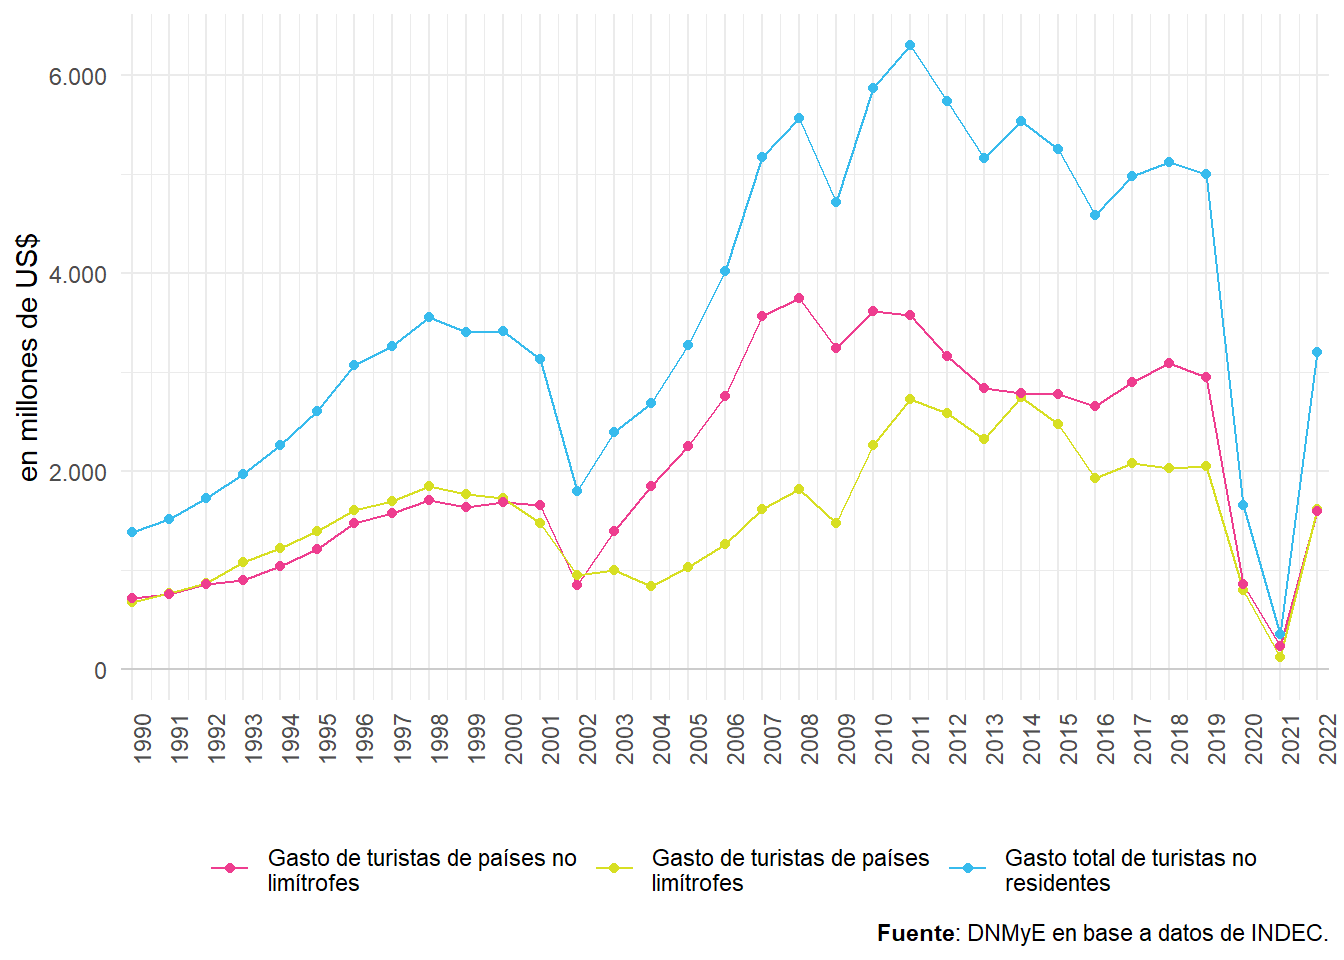 en millones de US$
6.000
4.000
2.000
0
1990 1991 1992 1993 1994 1995 1996 1997 1998 1999 2000 2001 2002 2003 2004 2005 2006 2007 2008 2009 2010 2011 2012 2013 2014 2015 2016 2017 2018 2019 2020 2021 2022
Gasto de turistas de países no
limítrofes
Gasto de turistas de países
limítrofes
Gasto total de turistas no
residentes
Fuente: DNMyE en base a datos de INDEC.